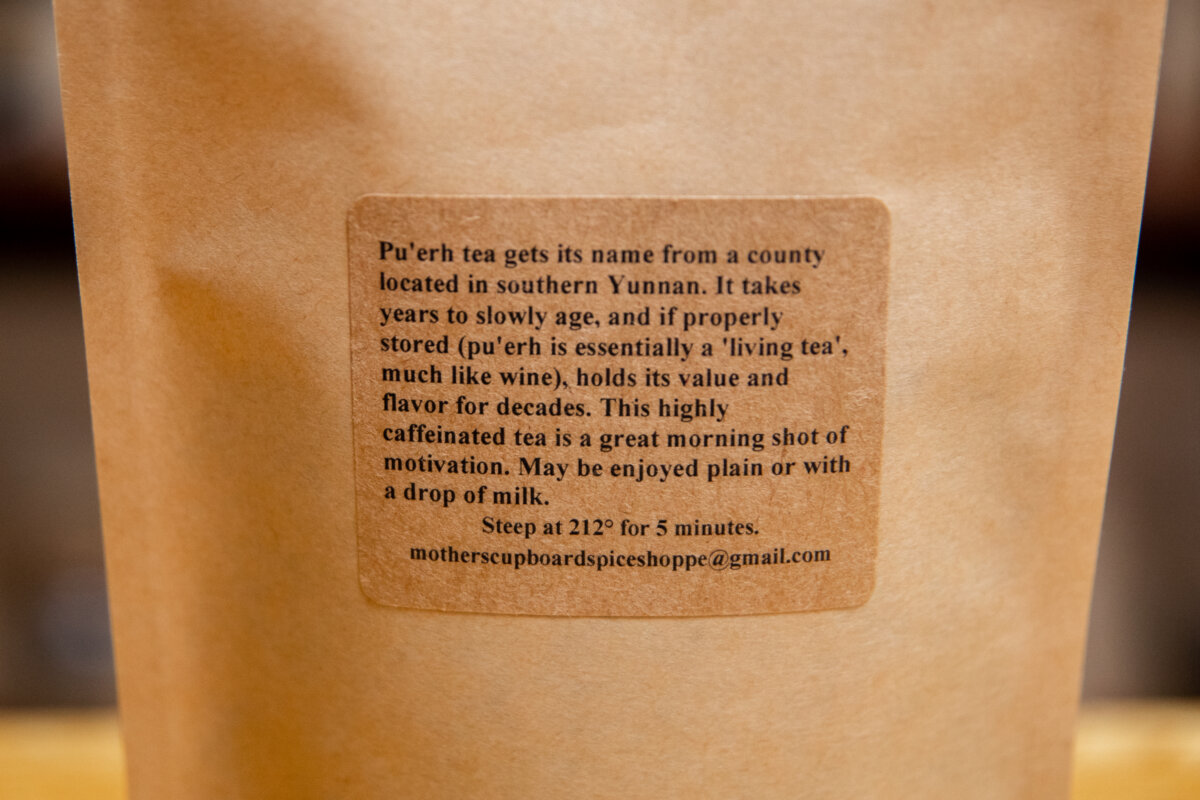 Pu'erh tea gets its name from a county
located in southern Yunnan. It takes
years to slowly age, and if properly
stored (pu'erh is essentially a 'living tea',
much like wine), holds its value and
flavor for decades. This highly
caffeinated tea is a great morning shot of
motivation. May be enjoyed plain or with
a drop of milk.
Steep at 212° for 5 minutes.
motherscupboardspiceshoppe@gmail.com